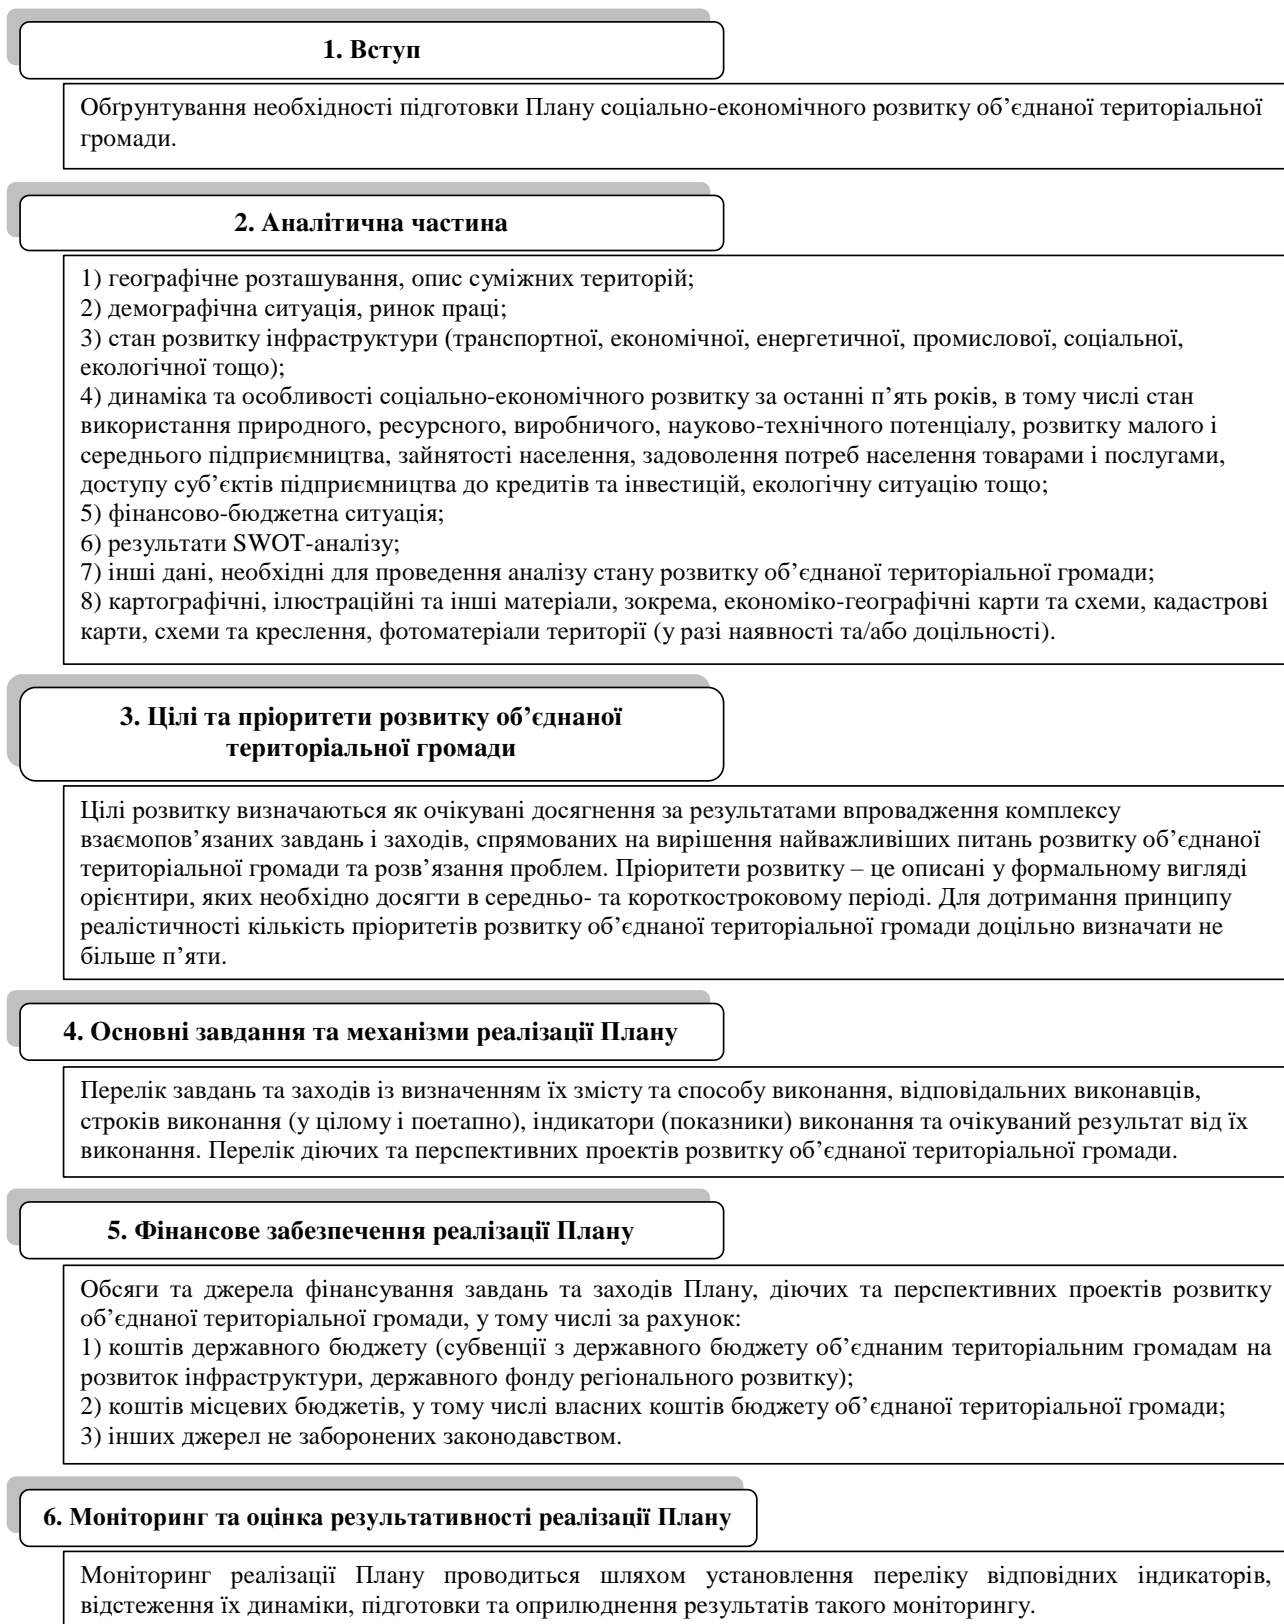 1. Вступ
Обґрунтування необхідності підготовки Плану соціально-економічного розвитку об’єднаної територіальної
громади.
2. Аналітична частина
1) географічне розташування, опис суміжних територій;
2) демографічна ситуація, ринок праці;
3) стан розвитку інфраструктури (транспортної, економічної, енергетичної, промислової, соціальної,
екологічної тощо);
4) динаміка та особливості соціально-економічного розвитку за останні п’ять років, в тому числі стан
використання природного, ресурсного, виробничого, науково-технічного потенціалу, розвитку малого і
середнього підприємництва, зайнятості населення, задоволення потреб населення товарами і послугами,
доступу суб’єктів підприємництва до кредитів та інвестицій, екологічну ситуацію тощо;
5) фінансово-бюджетна ситуація;
6) результати SWOT-аналізу;
7) інші дані, необхідні для проведення аналізу стану розвитку об’єднаної територіальної громади;
8) картографічні, ілюстраційні та інші матеріали, зокрема, економіко-географічні карти та схеми, кадастрові
карти, схеми та креслення, фотоматеріали території (у разі наявності та/або доцільності).
3. Цілі та пріоритети розвитку об’єднаної
територіальної громади
Цілі розвитку визначаються як очікувані досягнення за результатами впровадження комплексу
взаємопов’язаних завдань і заходів, спрямованих на вирішення найважливіших питань розвитку об’єднаної
територіальної громади та розв’язання проблем. Пріоритети розвитку – це описані у формальному вигляді
орієнтири, яких необхідно досягти в середньо- та короткостроковому періоді. Для дотримання принципу
реалістичності кількість пріоритетів розвитку об’єднаної територіальної громади доцільно визначати не
більше п’яти.
4. Основні завдання та механізми реалізації Плану
Перелік завдань та заходів із визначенням їх змісту та способу виконання, відповідальних виконавців,
строків виконання (у цілому і поетапно), індикатори (показники) виконання та очікуваний результат від їх
виконання. Перелік діючих та перспективних проектів розвитку об’єднаної територіальної громади.
5. Фінансове забезпечення реалізації Плану
Обсяги та джерела фінансування завдань та заходів Плану, діючих та перспективних проектів розвитку
об’єднаної територіальної громади, у тому числі за рахунок:
1) коштів державного бюджету (субвенції з державного бюджету об’єднаним територіальним громадам на
розвиток інфраструктури, державного фонду регіонального розвитку);
2) коштів місцевих бюджетів, у тому числі власних коштів бюджету об’єднаної територіальної громади;
3) інших джерел не заборонених законодавством.
6. Моніторинг та оцінка результативності реалізації Плану
Моніторинг реалізації Плану проводиться шляхом установлення переліку відповідних індикаторів,
відстеження їх динаміки, підготовки та оприлюднення результатів такого моніторингу.